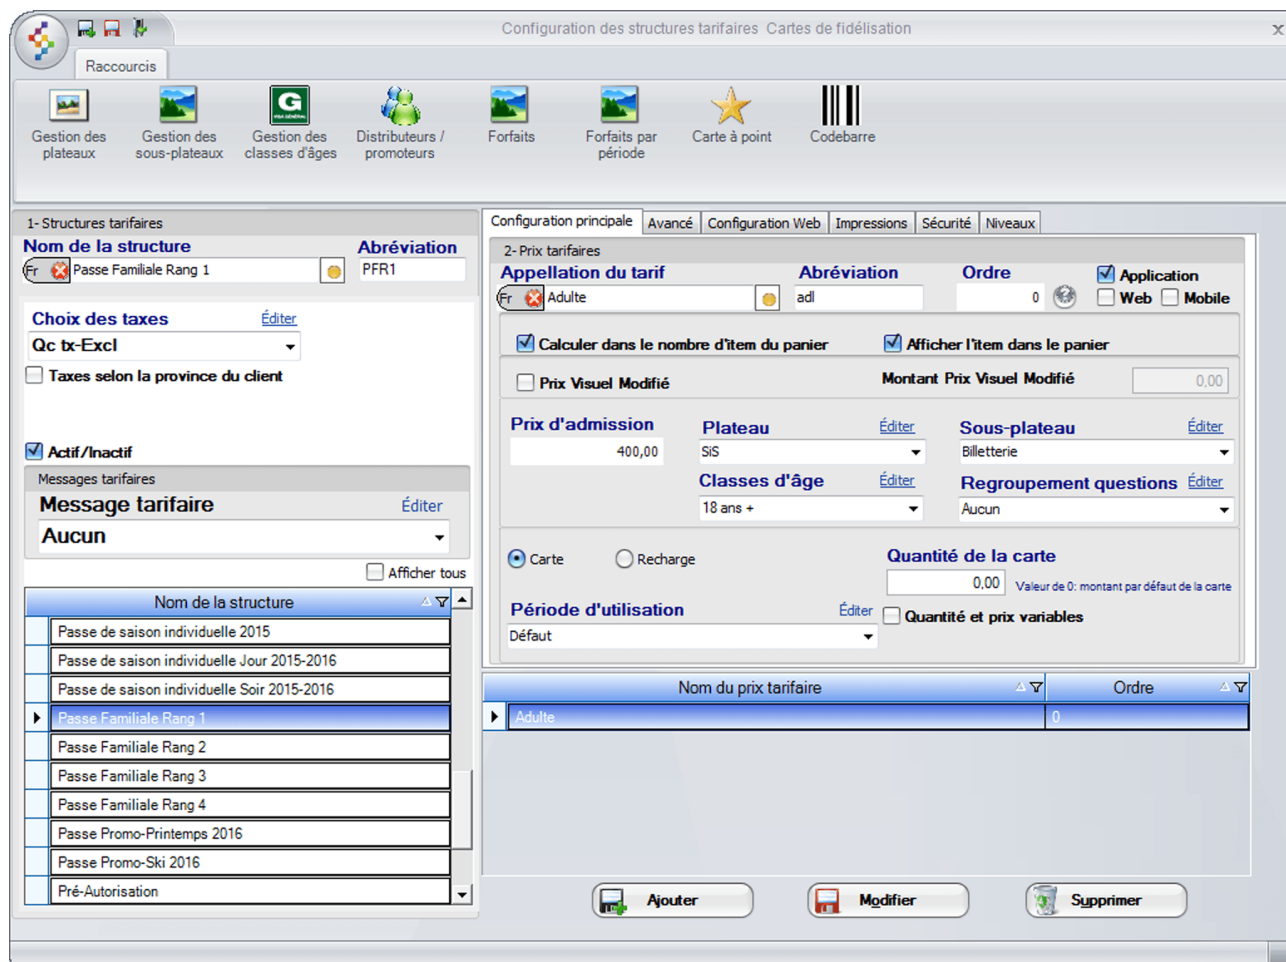 Configuration des structures tarifaires  Cartes de fidélisation
x
Raccourcis
Gestion des plateaux
Gestion des sous-plateaux
G
Gestion des classes d'âges
Distributeurs / promoteurs
Forfaits
Forfaits par période
Carte à point
Codebarre
1- Structures tarifaires
Nom de la structure
Abréviation
Fr
Passe Familiale Rang 1
PFR1
Choix des taxes
Éditer
Qc tx-Excl
Taxes selon la province du client
Actif/Inactif
Messages tarifaires
Message tarifaire
Éditer
Aucun
Afficher tous
Nom de la structure
Passe de saison individuelle 2015
Passe de saison individuelle Jour 2015-2016
Passe de saison individuelle Soir 2015-2016
Passe Familiale Rang 1
Passe Familiale Rang 2
Passe Familiale Rang 3
Passe Familiale Rang 4
Passe Promo-Printemps 2016
Passe Promo-Ski 2016
Pré-Autorisation
Configuration principale
Avancé
Configuration Web
Impressions
Sécurité
Niveaux
2- Prix tarifaires
Appellation du tarif
Abréviation
Ordre
Application
Fr
Adulte
adl
0
Web
Mobile
Calculer dans le nombre d'item du panier
Afficher l'item dans le panier
Prix Visuel Modifié
Montant Prix Visuel Modifié
0,00
Prix d'admission
Plateau
Éditer
Sous-plateau
Éditer
400,00
SiS
Billetterie
Classes d'âge
Éditer
Regroupement questions
Éditer
18 ans +
Aucun
Carte
Recharge
Quantité de la carte
0,00
Valeur de 0: montant par défaut de la carte
Période d'utilisation
Éditer
Quantité et prix variables
Défaut
Nom du prix tarifaire
Ordre
Adulte
0
Ajouter
Modifier
Supprimer